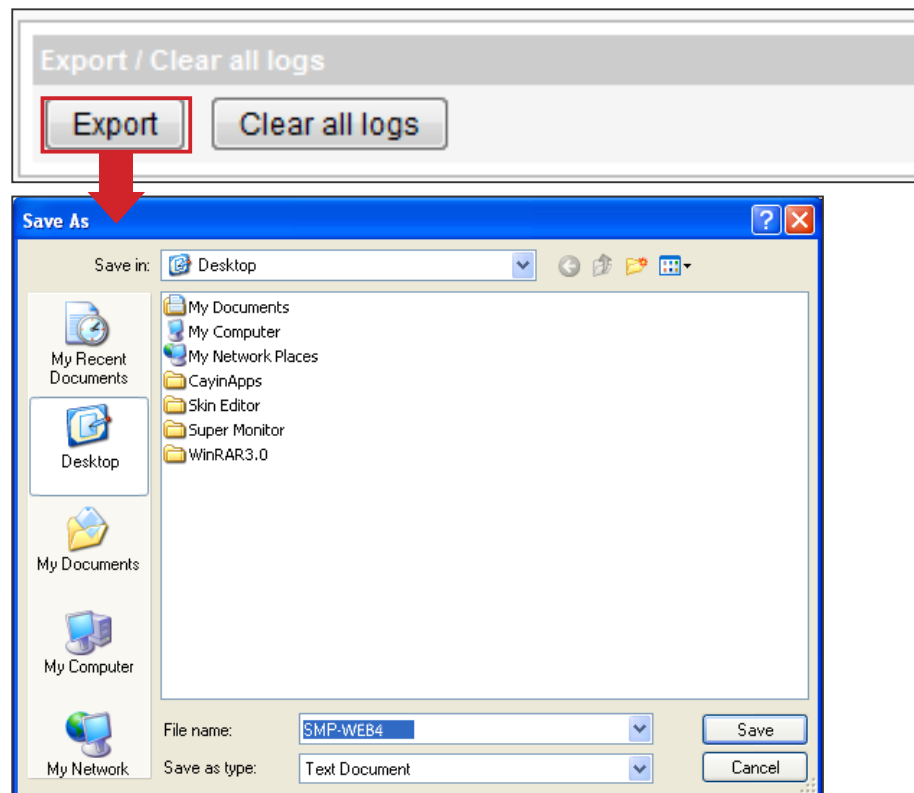 Export / Clear all logs
Export
Clear all logs
Save As
Save in:
Desktop
My Recent
Documents
Desktop
My Documents
My Computer
My Network
My Documents
My Computer
My Network Places
CayinApps
Skin Editor
Super Monitor
WinRAR3.0
File name:
SMP-WEB4
Save
Save as type:
Text Document
Cancel